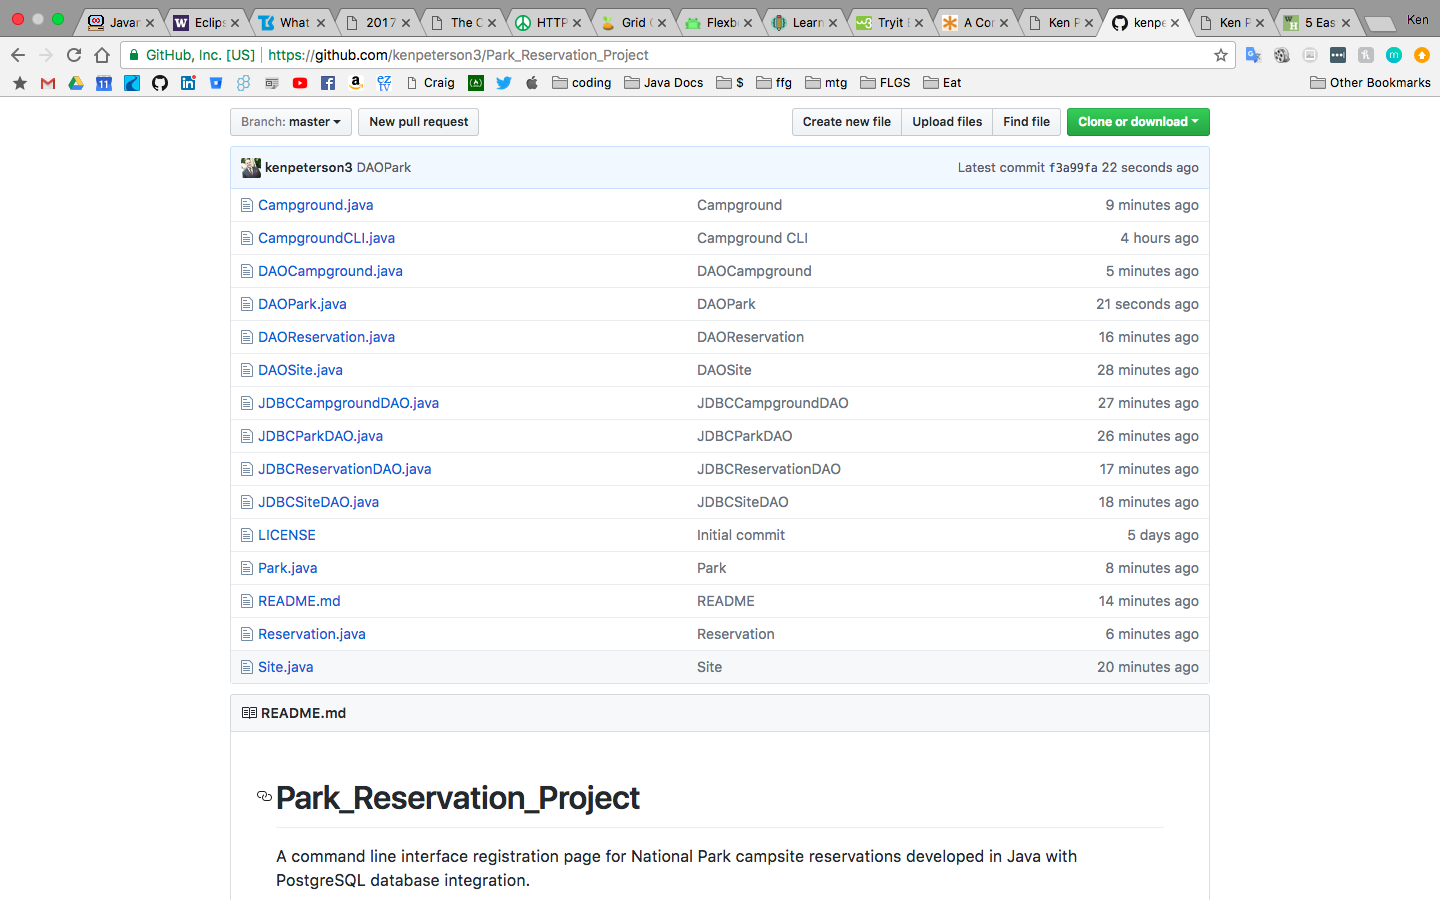 Javar Eclips What 2017 The C HTTP Grid Flexb Learn Tryit A Co Ken P kenpe Ken P 5 Eas Ken
GitHub, Inc. [US] https://github.com/kenpeterson3/Park_Reservation_Project
Craig coding Java Docs $ ffg mtg FLGS Eat Other Bookmarks
Branch: master New pull request Create new file Upload files Find file Clone or download
kenpeterson3 DAOPark Latest commit f3a99fa 22 seconds ago
Campground.java Campground 9 minutes ago
CampgroundCLI.java Campground CLI 4 hours ago
DAOCampground.java DAOCampground 5 minutes ago
DAOPark.java DAOPark 21 seconds ago
DAOReservation.java DAOReservation 16 minutes ago
DAOSite.java DAOSite 28 minutes ago
JDBCCampgroundDAO.java JDBCCampgroundDAO 27 minutes ago
JDBCParkDAO.java JDBCParkDAO 26 minutes ago
JDBCReservationDAO.java JDBCReservationDAO 17 minutes ago
JDBCSiteDAO.java JDBCSiteDAO 18 minutes ago
LICENSE Initial commit 5 days ago
Park.java Park 8 minutes ago
README.md README 14 minutes ago
Reservation.java Reservation 6 minutes ago
Site.java Site 20 minutes ago
README.md
Park_Reservation_Project
A command line interface registration page for National Park campsite reservations developed in Java with
PostgreSQL database integration.